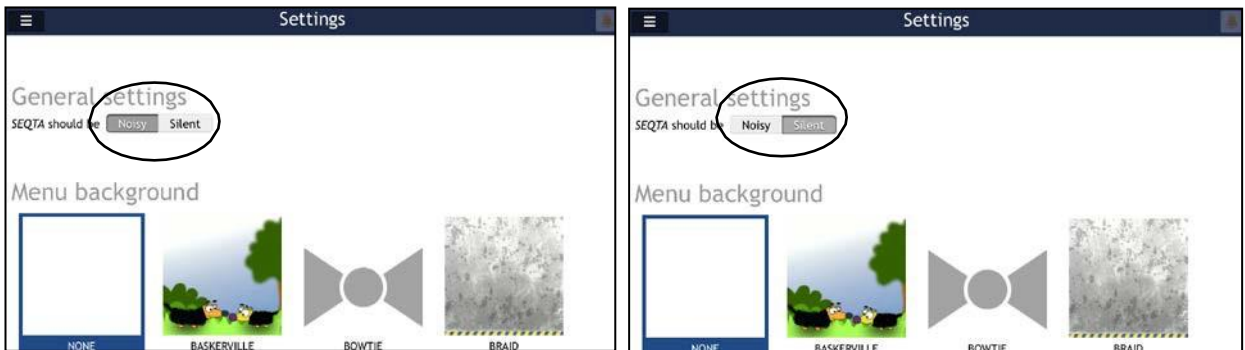 Settings
General settings
SEQTA should be Noisy Silent
Menu background
NONE BASKERVILLE BOWTIE BRAID
Settings
General settings
SEQTA should be Noisy Silent
Menu background
NONE BASKERVILLE BOWTIE BRAID